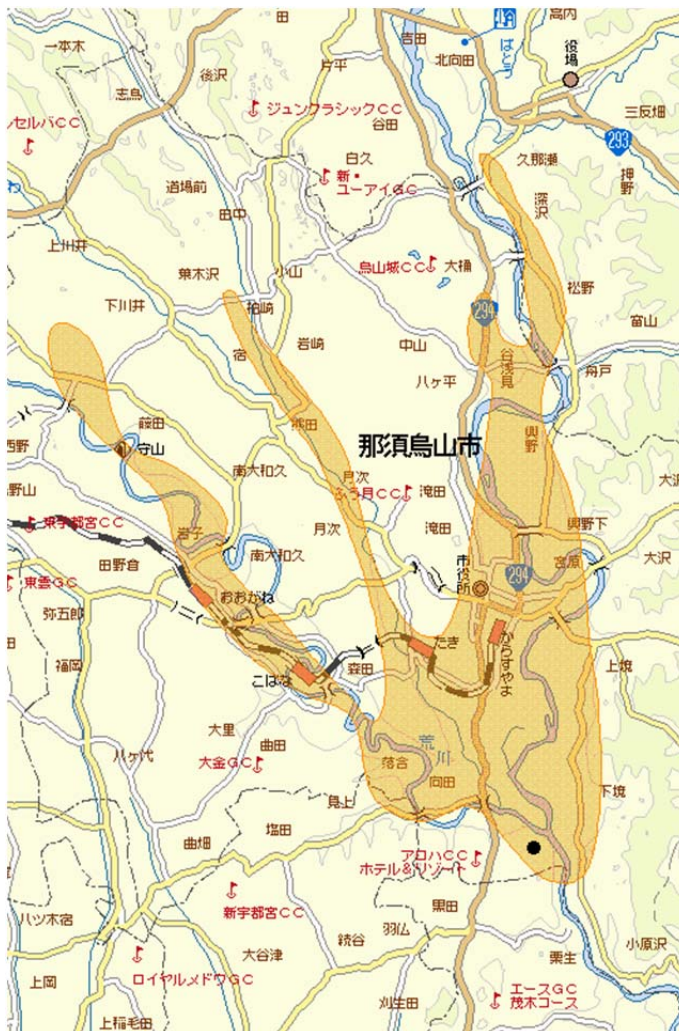 高内
一本木
吉田
後沢
片平
北向田
ばとう
役場
志鳥
ジュンクラシックCC
谷田
三反畑
ンセルバCC
293
白久
久那瀬
新・
ユーアイGC
押野
深沢
道場前
田中
上川井
烏山城CC
大桶
葉木沢
小山
松野
下川井
柏崎
294
富山
宿
岩崎
中山
谷浅見
舟戸
八ヶ平
藤田
熊田
那須烏山市
興野
西野
守山
大沢
南大和久
月次
滝田
野山
ふう月CC
東宇都宮CC
岩子
月次
滝田
興野下
田野倉
南大和久
宮原
大沢
東雲GC
市役所
294
おおがね
弥五郎
たき
からすやま
福岡
こばな
森田
上境
大里
曲田
荒川
八ヶ代
大金GC
落合
向田
下境
見上
曲畑
塩田
アロハCC
ホテル&リゾート
新宇都宮CC
黒田
八ツ木宿
続谷
羽仏
大谷津
小原沢
ロイヤルメドウGC
栗生
上岡
エースGC
茂木コース
上稲毛田
刈生田